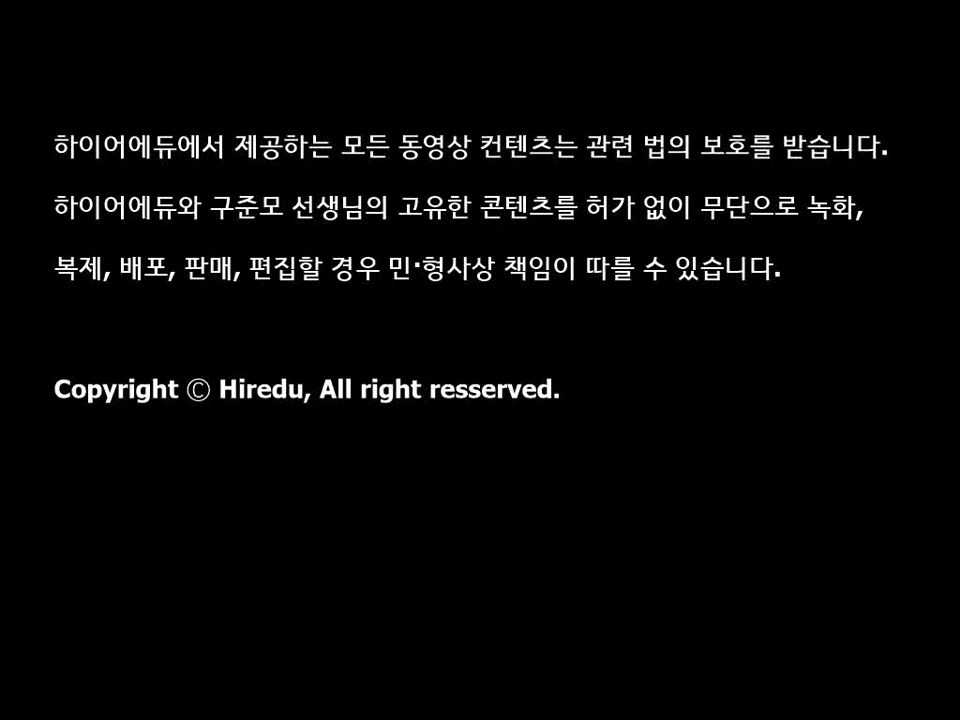 하이어에듀에서 제공하는 모든 동영상 컨텐츠는 관련 법의 보호를 받습니다.
하이어에듀와 구준모 선생님의 고유한 콘텐츠를 허가 없이 무단으로 녹화,
복제, 배포, 판매, 편집할 경우 민·형사상 책임이 따를 수 있습니다.
Copyright Ⓒ Hiredu, All right resserved.